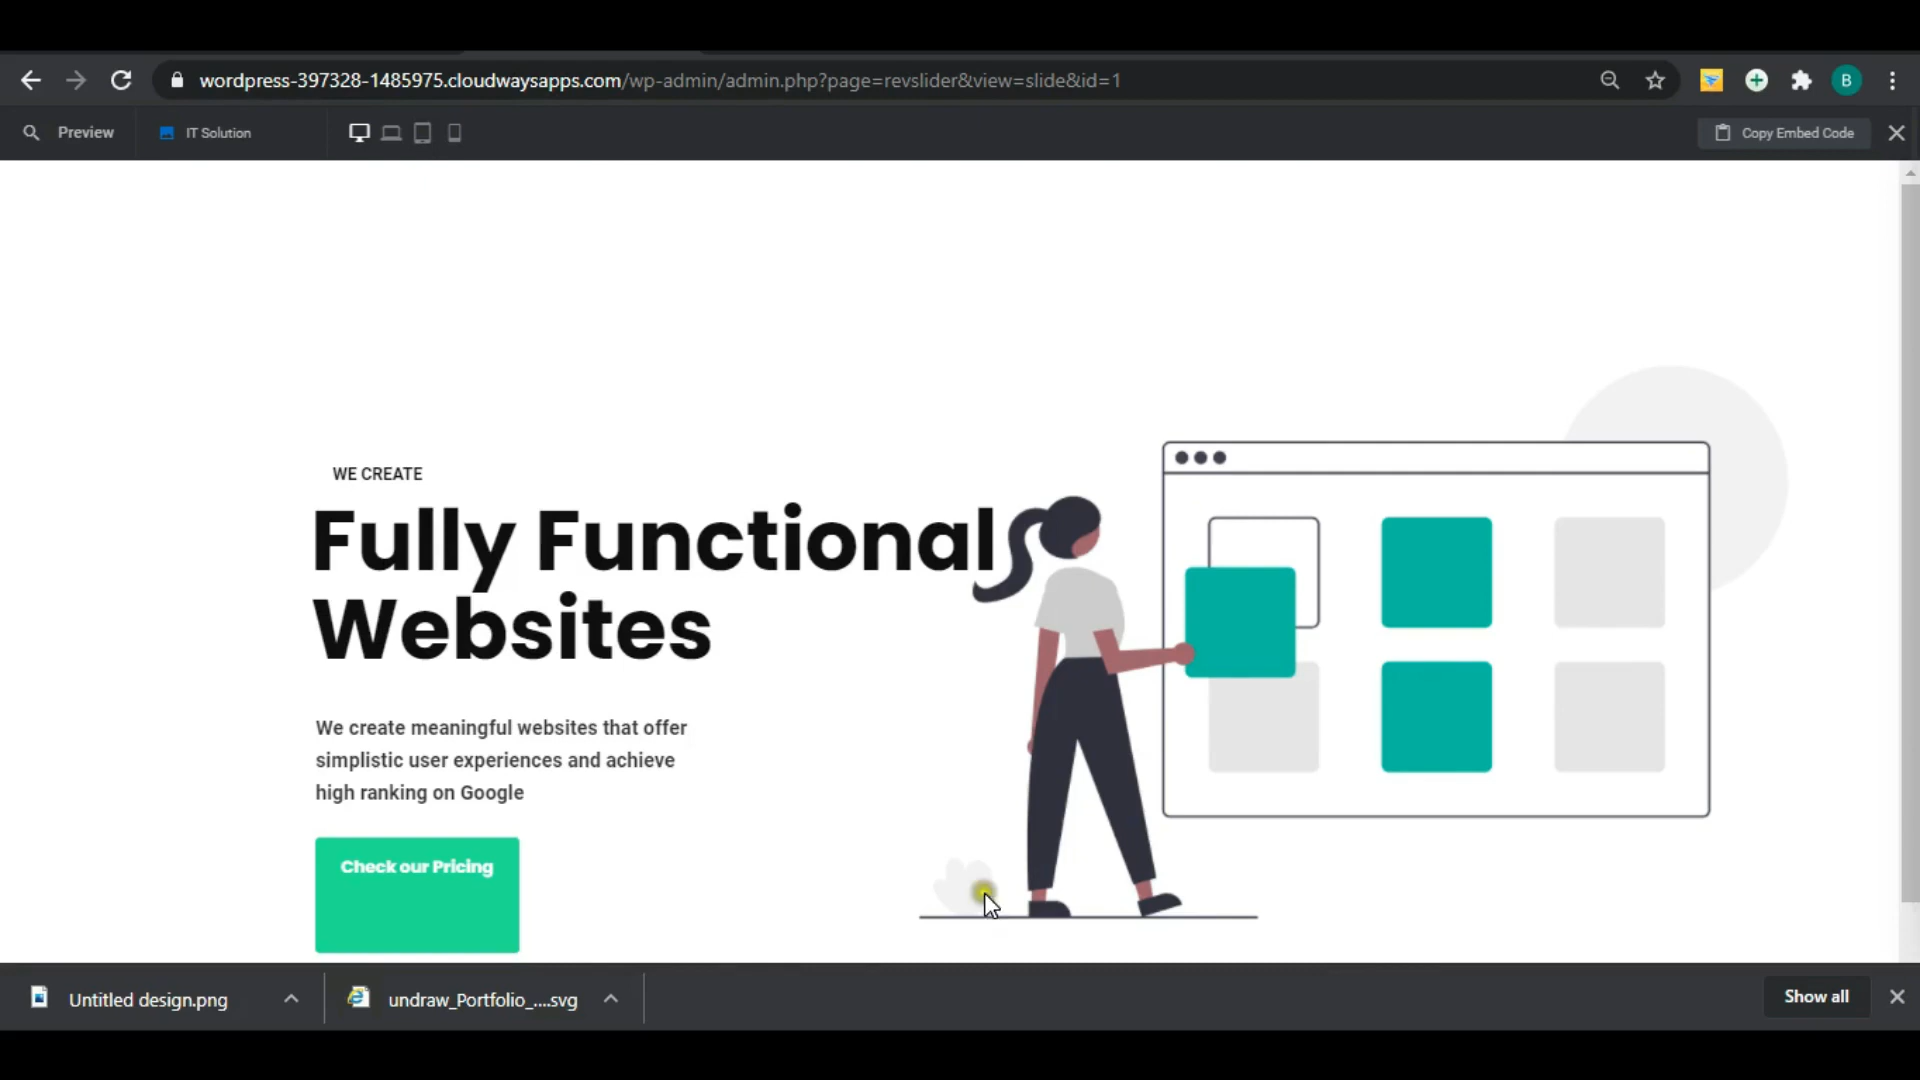 wordpress-397328-1485975.cloudwaysapps.com/wp-admin/admin.php?page=revslider&view=slide&id=1
B
Preview
IT Solution
Copy Embed Code
WE CREATE
Fully Functional
Websites
We create meaningful websites that offer
simplistic user experiences and achieve
high ranking on Google
Check our Pricing
Untitled design.png
undraw_Portfolio_....svg
Show all